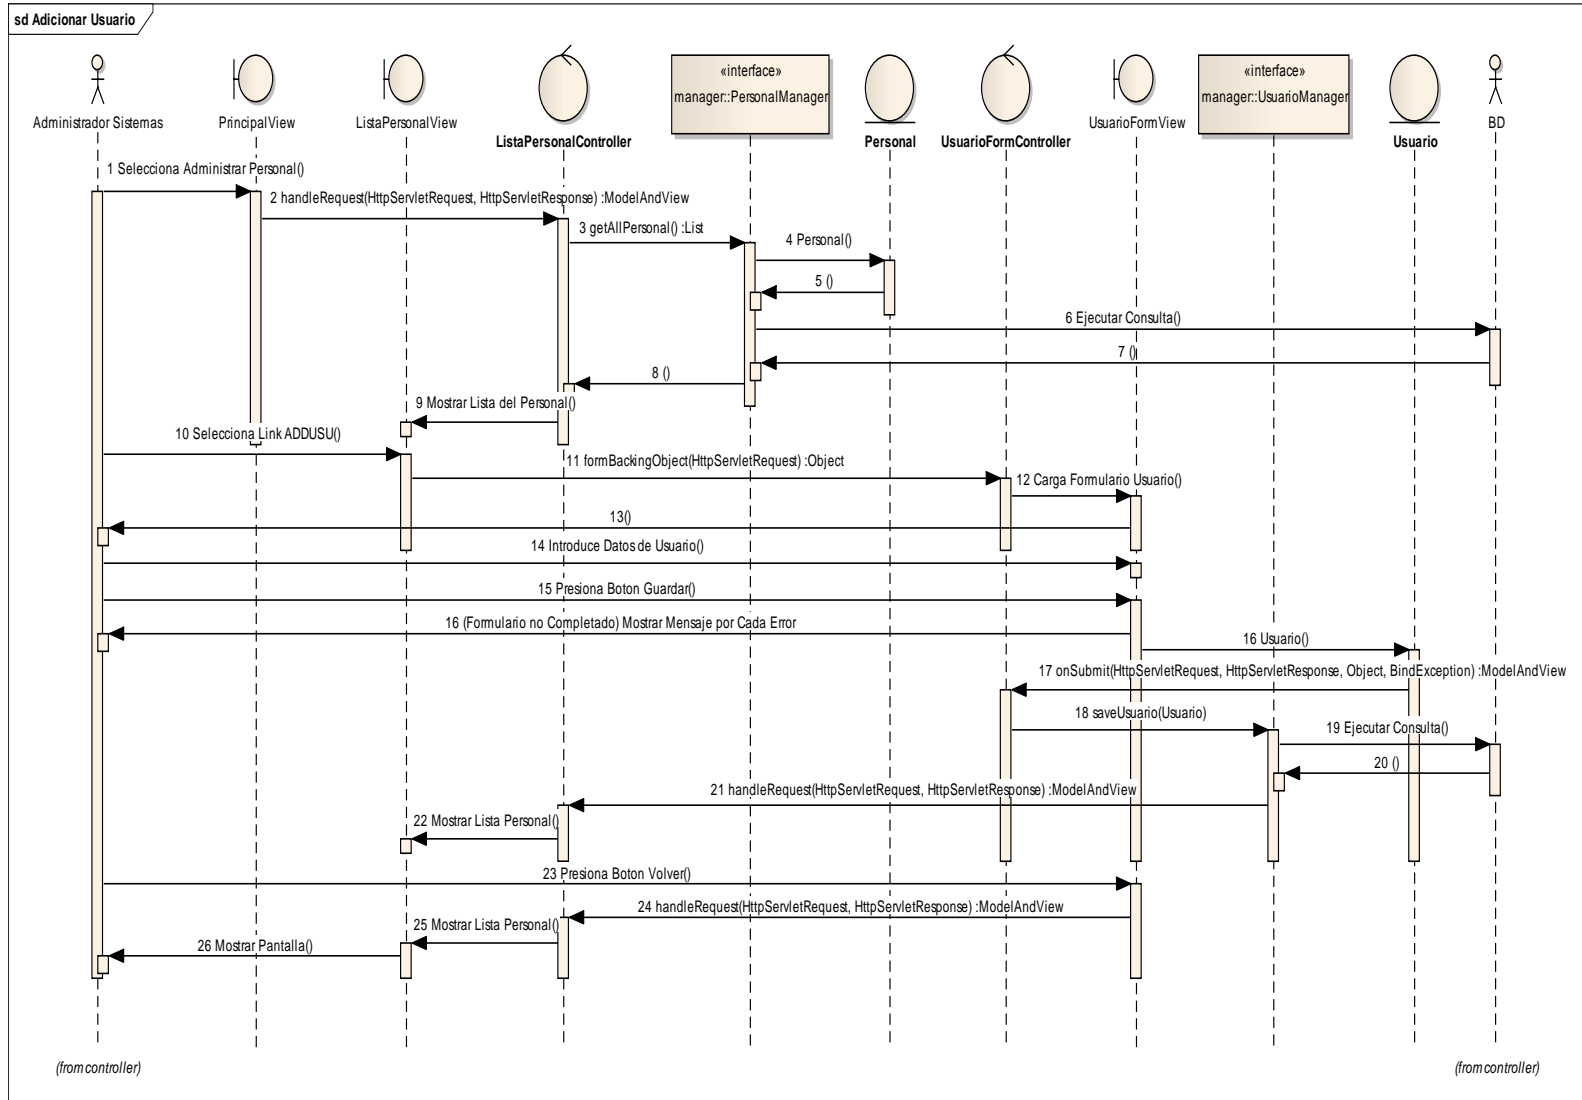 sd Adicionar Usuario
Administrador Sistemas
PrincipalView
ListaPersonalView
ListaPersonalController
«interface»
manager::PersonalManager
Personal
UsuarioFormController
UsuarioFormView
«interface»
manager::UsuarioManager
Usuario
BD
1 Selecciona Administrar Personal()
2 handleRequest(HttpServletRequest, HttpServletResponse) :ModelAndView
3 getAllPersonal() :List
4 Personal()
5 ()
6 Ejecutar Consulta()
7 ()
8 ()
9 Mostrar Lista del Personal()
10 Selecciona Link ADDUSU()
11 formBackingObject(HttpServletRequest) :Object
12 Carga Formulario Usuario()
13()
14 Introduce Datos de Usuario()
15 Presiona Boton Guardar()
16 (Formulario no Completado) Mostrar Mensaje por Cada Error
16 Usuario()
17 onSubmit(HttpServletRequest, HttpServletResponse, Object, BindException) :ModelAndView
18 saveUsuario(Usuario)
19 Ejecutar Consulta()
20 ()
21 handleRequest(HttpServletRequest, HttpServletResponse) :ModelAndView
22 Mostrar Lista Personal()
23 Presiona Boton Volver()
24 handleRequest(HttpServletRequest, HttpServletResponse) :ModelAndView
25 Mostrar Lista Personal()
26 Mostrar Pantalla()
(from controller)
(from controller)